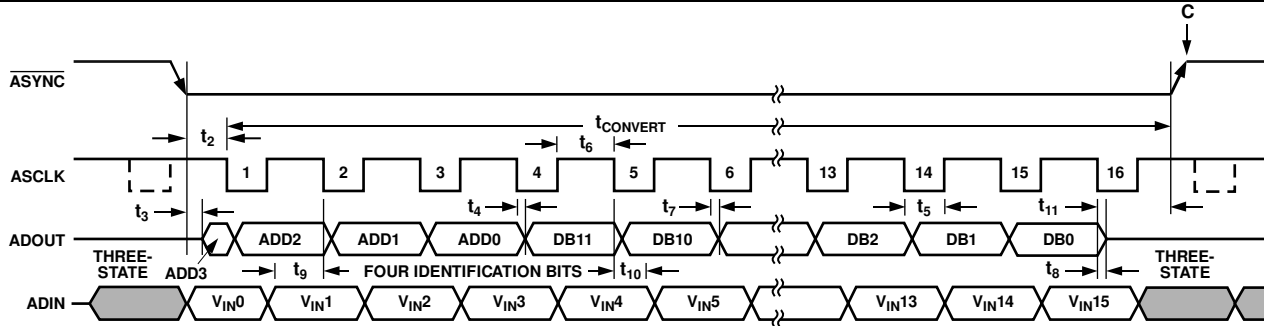 C
ASYNC
t2
tCONVERT
t6
ASCLK 1 2 3 4 5 6 13 14 15 16
t3 t4 t7 t5 t11
ADOUT ADD2 ADD1 ADD0 DB11 DB10 DB2 DB1 DB0
THREE-
STATE
ADD3
t9
FOUR IDENTIFICATION BITS
t10
t8
THREE-
STATE
ADIN VIN0 VIN1 VIN2 VIN3 VIN4 VIN5 VIN13 VIN14 VIN15